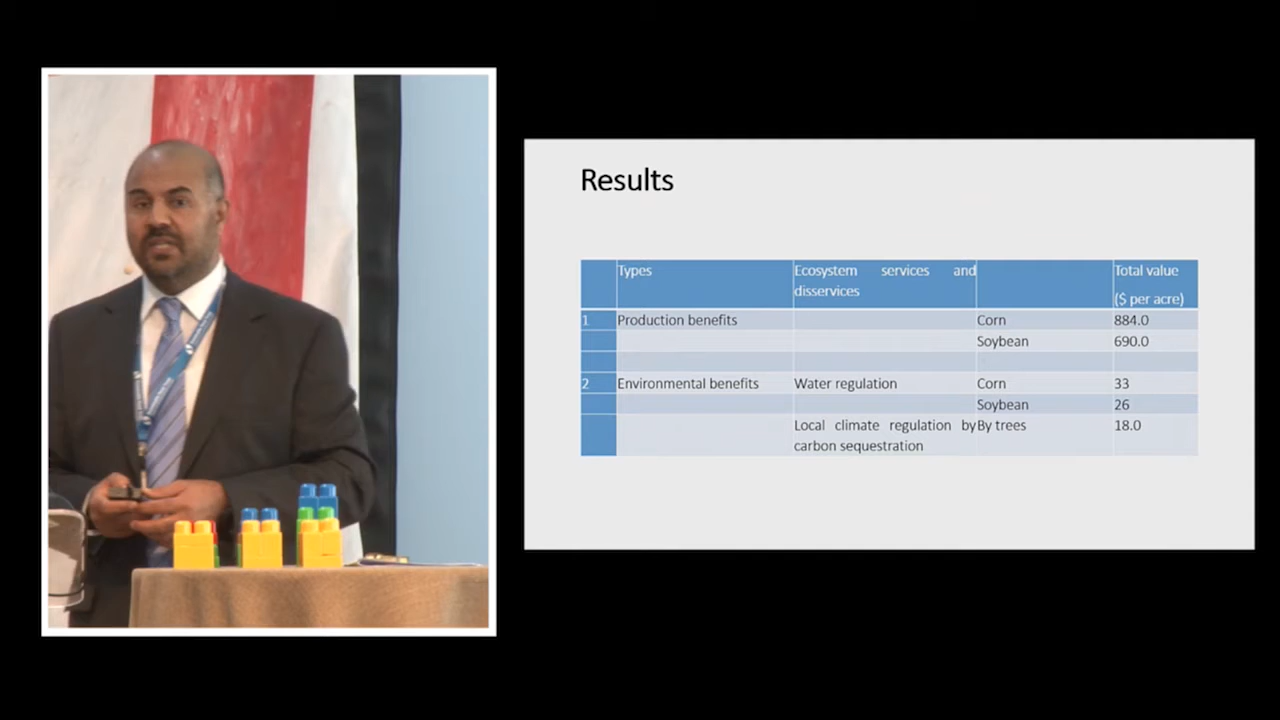 Results
Types Ecosystem services and Total value
disservices ($ per acre)
1 Production benefits Corn 884.0
Soybean 690.0
2 Environmental benefits Water regulation Corn 33
Soybean 26
Local climate regulation by By trees 18.0
carbon sequestration